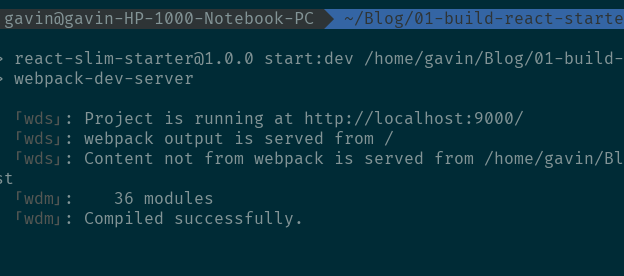 gavin@gavin-HP-1000-Notebook-PC ~/Blog/01-build-react-starte
> react-slim-starter@1.0.0 start:dev /home/gavin/Blog/01-build-
> webpack-dev-server
「wds」: Project is running at http://localhost:9000/
「wds」: webpack output is served from /
「wds」: Content not from webpack is served from /home/gavin/Bl
st
「wdm」:    36 modules
「wdm」: Compiled successfully.